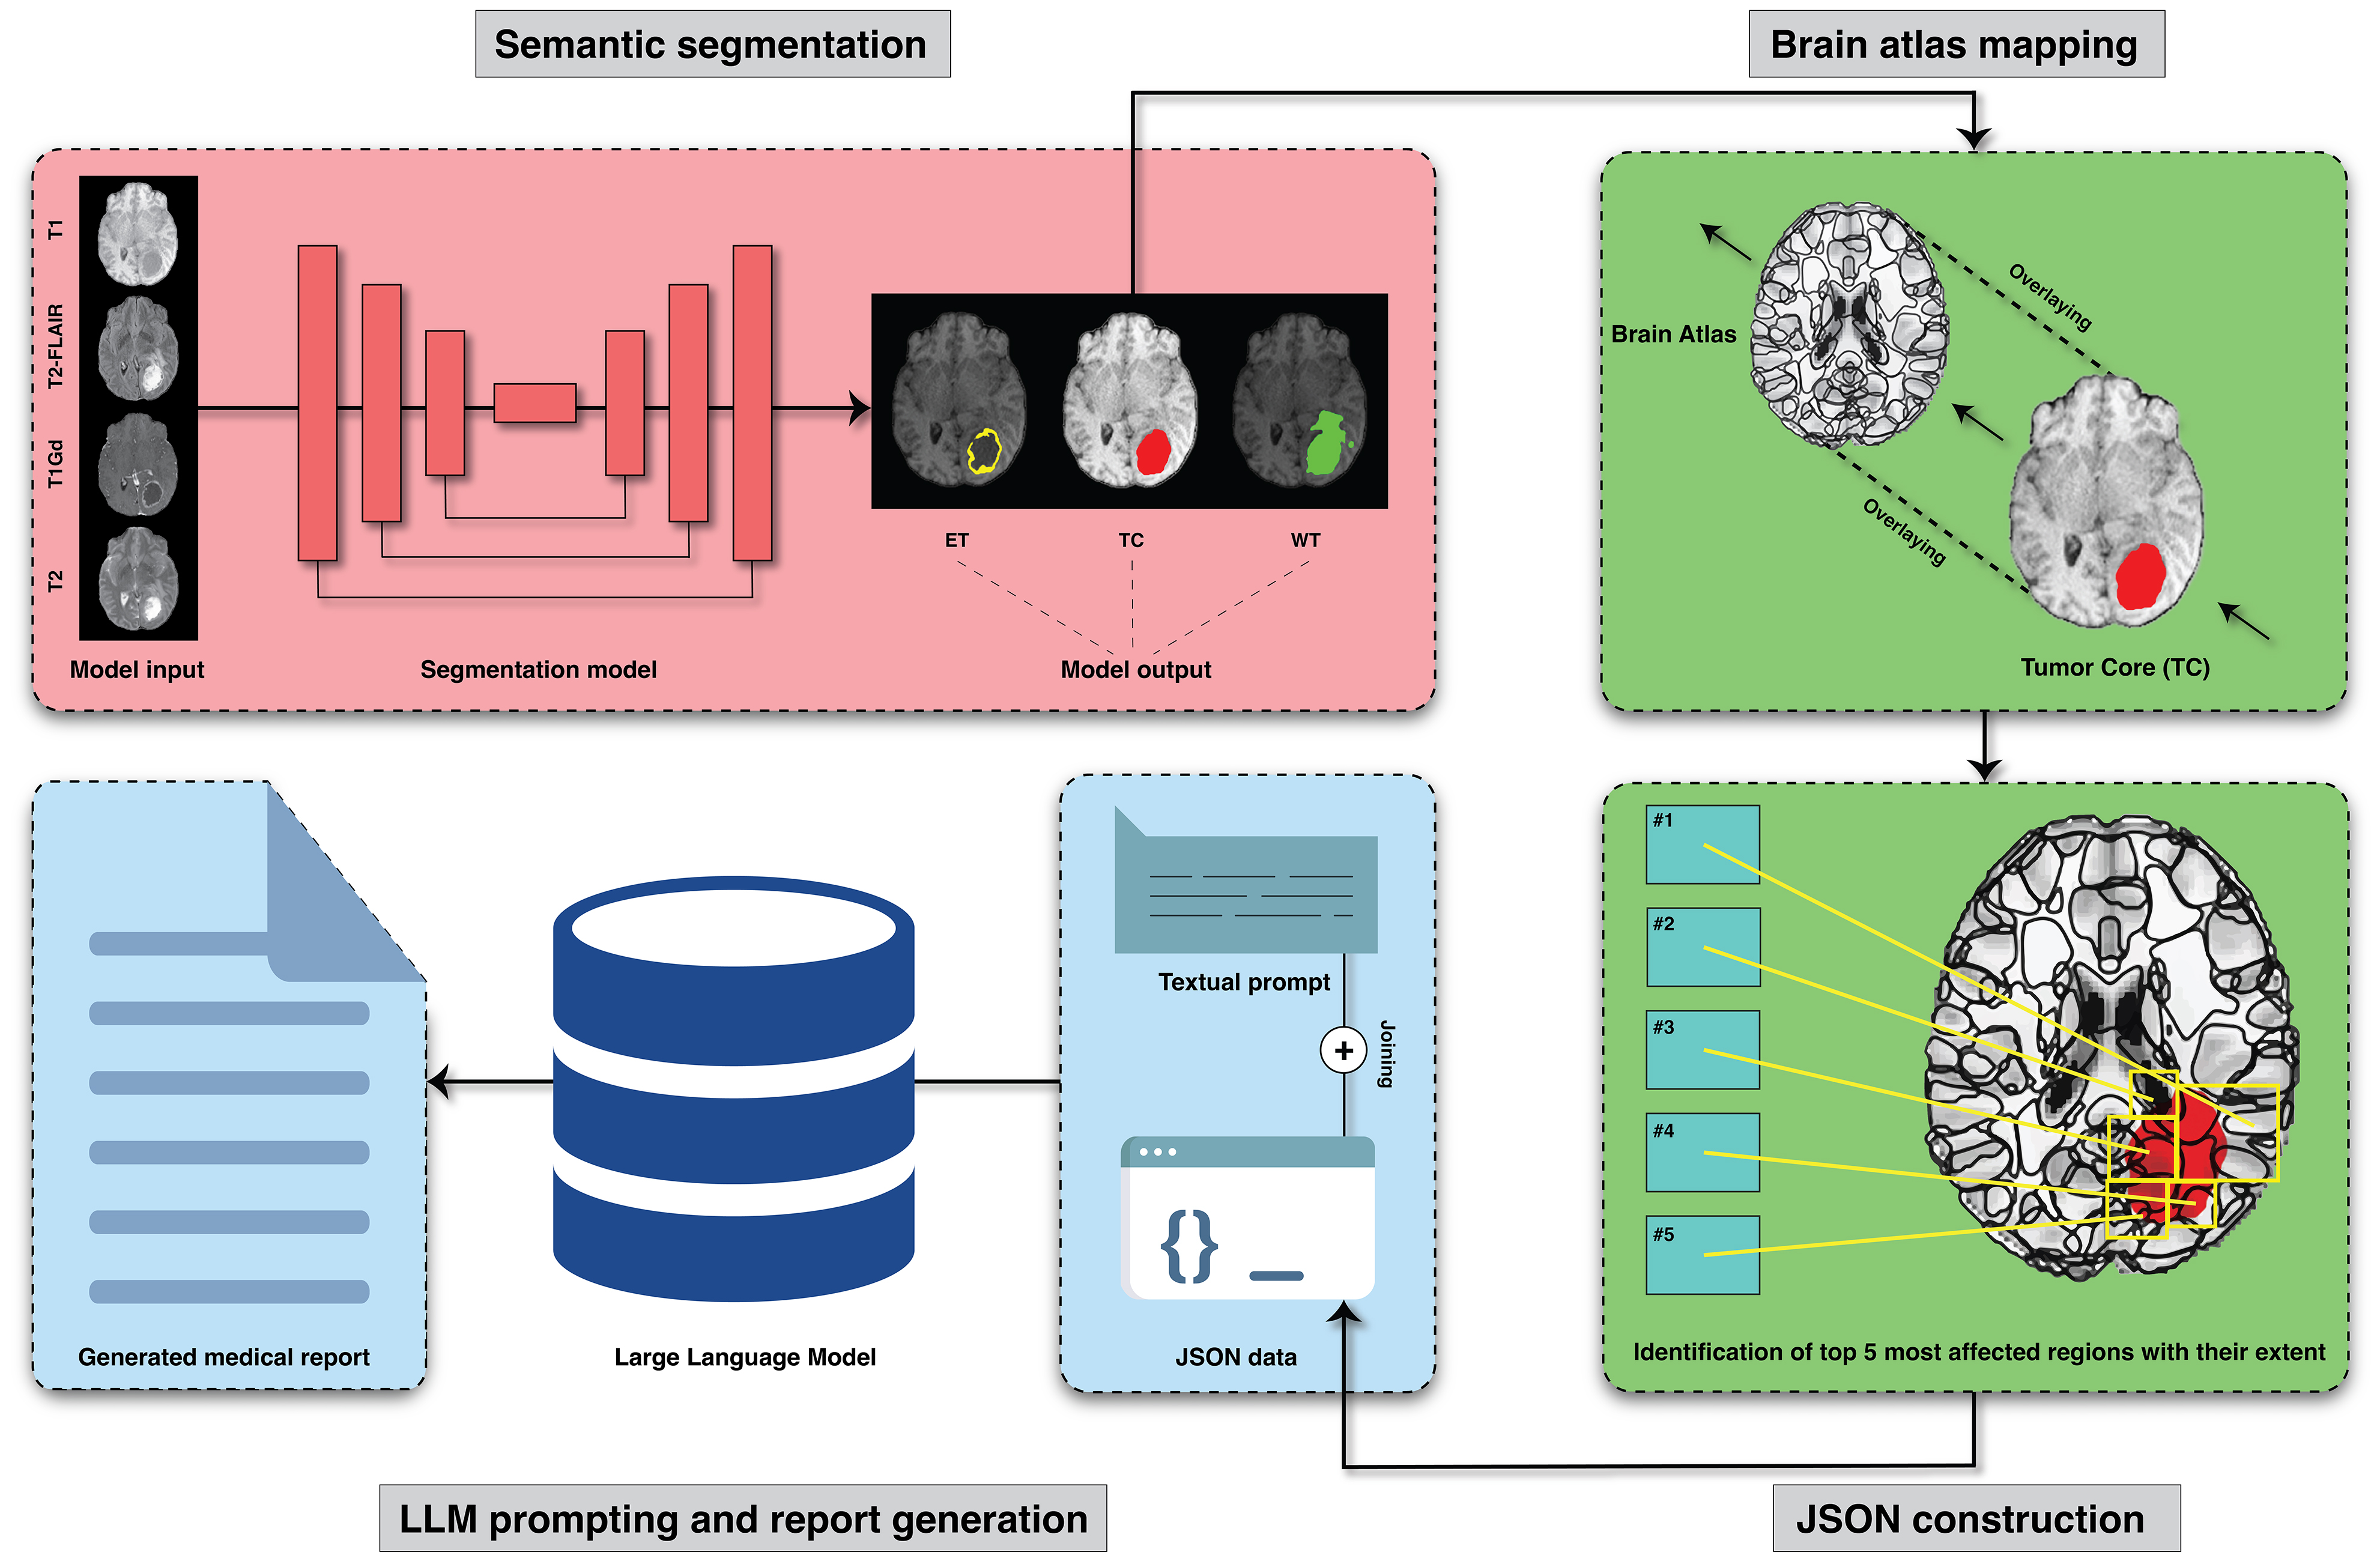 Semantic segmentation
Brain atlas mapping
T1
T2-FLAIR
T1Gd
T2
Model input
Segmentation model
ET
TC
WT
Model output
Brain Atlas
Overlaying
Overlaying
Tumor Core (TC)
Generated medical report
Large Language Model
Textual prompt
+
Joining
{}
JSON data
#1
#2
#3
#4
#5
Identification of top 5 most affected regions with their extent
LLM prompting and report generation
JSON construction